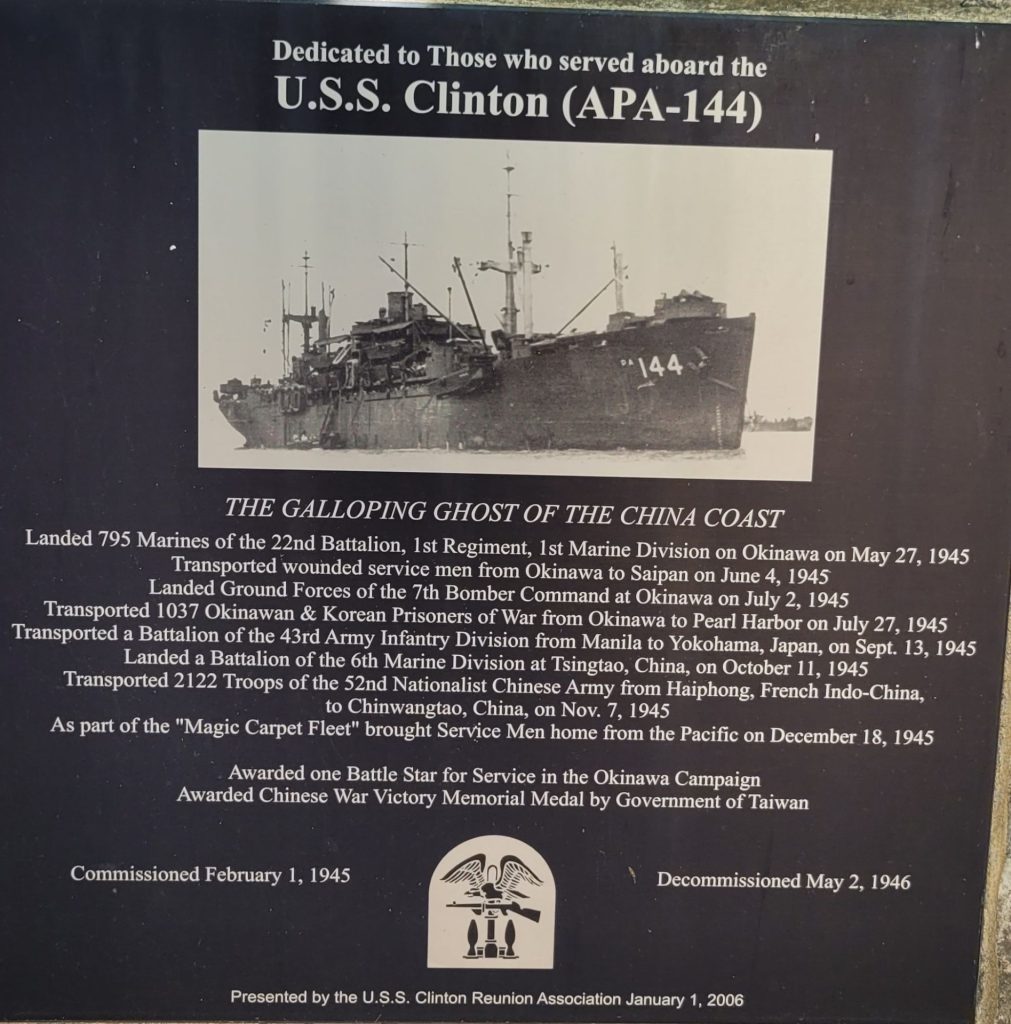 Dedicated to Those who served aboard the
U.S.S. Clinton (APA-144)
PA 144
THE GALLOPING GHOST OF THE CHINA COAST
Landed 795 Marines of the 22nd Battalion, 1st Regiment, 1st Marine Division on Okinawa on May 27, 1945
Transported wounded service men from Okinawa to Saipan on June 4, 1945
Landed Ground Forces of the 7th Bomber Command at Okinawa on July 2, 1945
Transported 1037 Okinawan & Korean Prisoners of War from Okinawa to Pearl Harbor on July 27, 1945
Transported a Battalion of the 43rd Army Infantry Division from Manila to Yokohama, Japan, on Sept. 13, 1945
Landed a Battalion of the 6th Marine Division at Tsingtao, China, on October 11, 1945
Transported 2122 Troops of the 52nd Nationalist Chinese Army from Haiphong, French Indo-China,
to Chinwangtao, China, on Nov. 7, 1945
As part of the "Magic Carpet Fleet" brought Service Men home from the Pacific on December 18, 1945
Awarded one Battle Star for Service in the Okinawa Campaign
Awarded Chinese War Victory Memorial Medal by Government of Taiwan
Commissioned February 1, 1945
Decommissioned May 2, 1946
Presented by the U.S.S. Clinton Reunion Association January 1, 2006